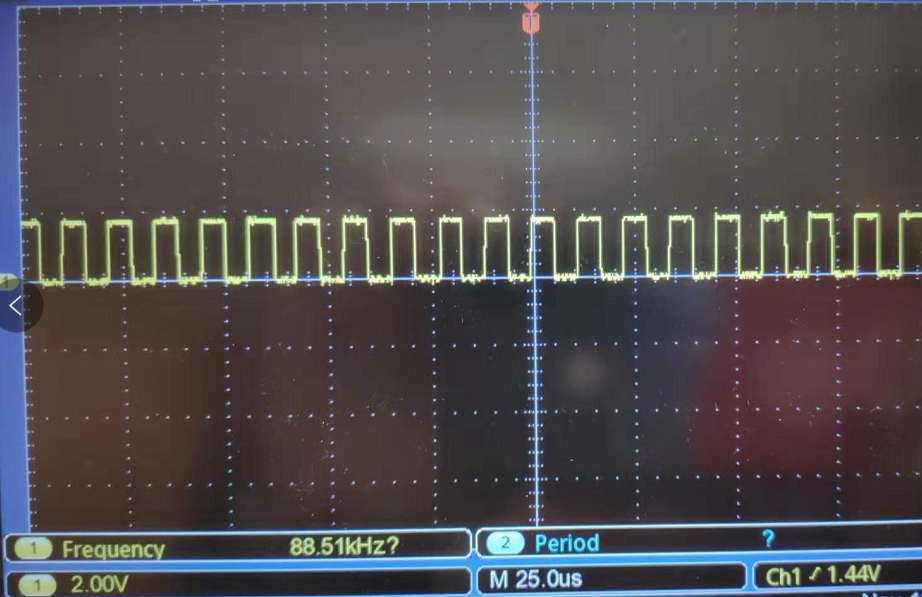 1 Frequency 88.51kHz? 2 Period ?
1 2.00V M 25.0us Ch1 ƒ 1.44V